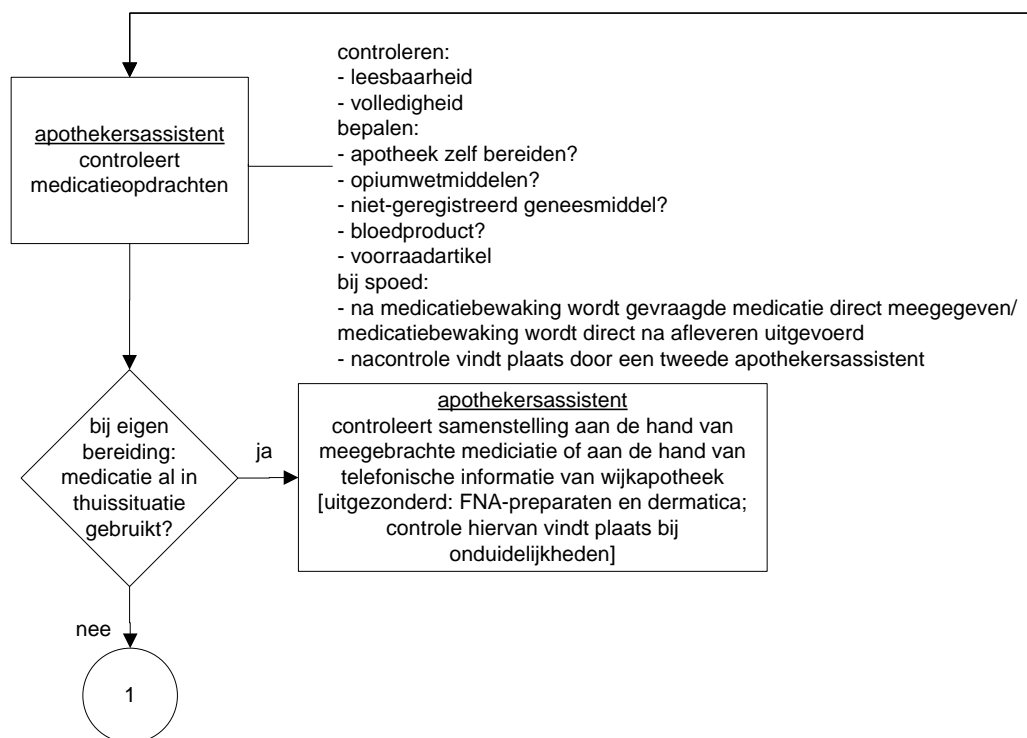 controleren:
- leesbaarheid
- volledigheid
bepalen:
- apotheek zelf bereiden?
- opiumwetmiddelen?
- niet-geregistreerd geneesmiddel?
- bloedproduct?
- voorraadartikel
bij spoed:
- na medicatiebewaking wordt gevraagde medicatie direct meegegeven/
medicatiebewaking wordt direct na afleveren uitgevoerd
- nacontrole vindt plaats door een tweede apothekersassistent
apothekersassistent
controleert
medicatieopdrachten
bij eigen
bereiding:
medicatie al in
thuissituatie
gebruikt?
ja
apothekersassistent
controleert samenstelling aan de hand van
meegebrachte mediciatie of aan de hand van
telefonische informatie van wijkapotheek
[uitgezonderd: FNA-preparaten en dermatica;
controle hiervan vindt plaats bij
onduidelijkheden]
nee
1